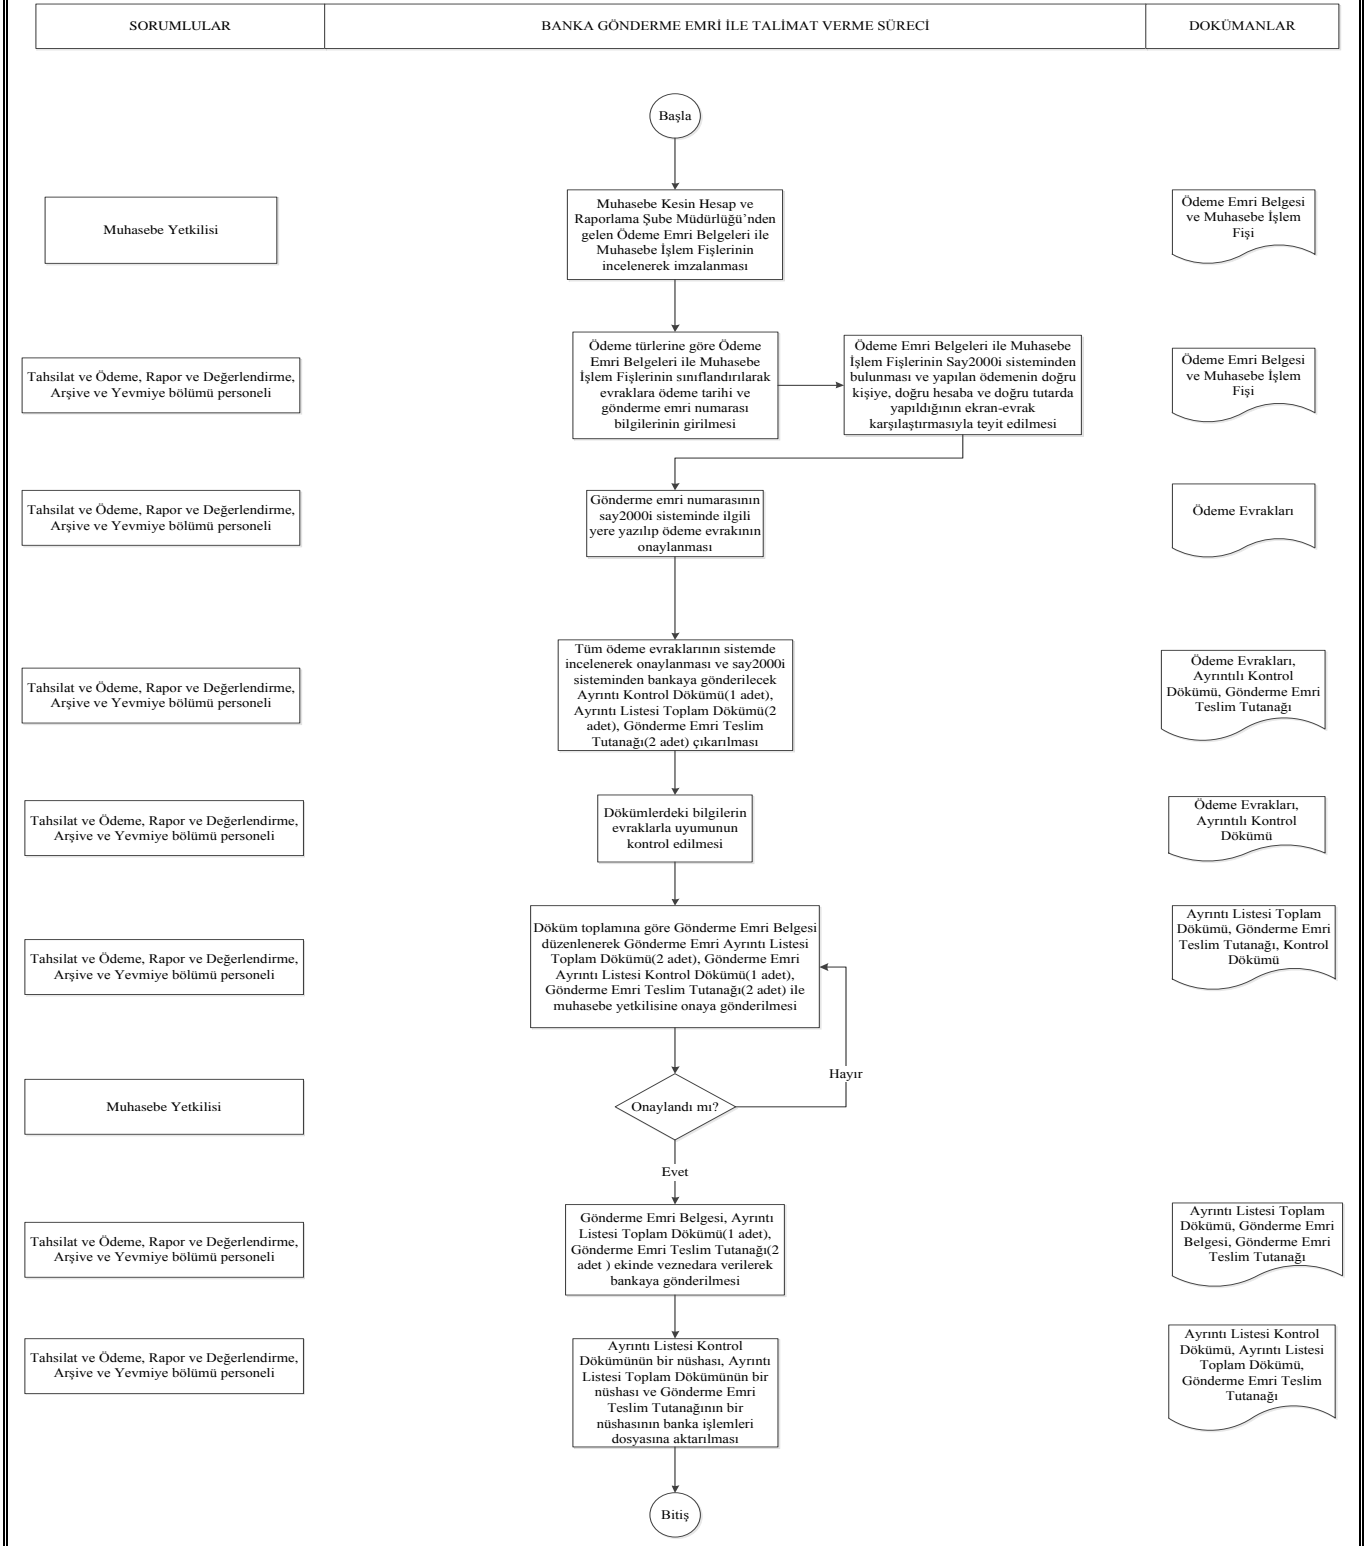 SORUMLULAR
BANKA GÖNDERME EMRİ İLE TALİMAT VERME SÜRECİ
DOKÜMANLAR
Başla
Muhasebe Yetkilisi
Muhasebe Kesin Hesap ve
Raporlama Şube Müdürlüğü’nden
gelen Ödeme Emri Belgeleri ile
Muhasebe İşlem Fişlerinin
incelenerek imzalanması
Ödeme Emri Belgesi
ve Muhasebe İşlem
Fişi
Tahsilat ve Ödeme, Rapor ve Değerlendirme,
Arşive ve Yevmiye bölümü personeli
Ödeme türlerine göre Ödeme
Emri Belgeleri ile Muhasebe
İşlem Fişlerinin sınıflandırılarak
evraklara ödeme tarihi ve
gönderme emri numarası
bilgilerinin girilmesi
Ödeme Emri Belgeleri ile Muhasebe
İşlem Fişlerinin Say2000i sisteminden
bulunması ve yapılan ödemenin doğru
kişiye, doğru hesaba ve doğru tutarda
yapıldığının ekran-evrak
karşılaştırmasıyla teyit edilmesi
Ödeme Emri Belgesi
ve Muhasebe İşlem
Fişi
Tahsilat ve Ödeme, Rapor ve Değerlendirme,
Arşive ve Yevmiye bölümü personeli
Gönderme emri numarasının
say2000i sisteminde ilgili
yere yazılıp ödeme evrakının
onaylanması
Ödeme Evrakları
Tahsilat ve Ödeme, Rapor ve Değerlendirme,
Arşive ve Yevmiye bölümü personeli
Tüm ödeme evraklarının sistemde
incelenerek onaylanması ve say2000i
sisteminden bankaya gönderilecek
Ayrıntı Kontrol Dökümü(1 adet),
Ayrıntı Listesi Toplam Dökümü(2
adet), Gönderme Emri Teslim
Tutanağı(2 adet) çıkarılması
Ödeme Evrakları,
Ayrıntılı Kontrol
Dökümü, Gönderme Emri
Teslim Tutanağı
Tahsilat ve Ödeme, Rapor ve Değerlendirme,
Arşive ve Yevmiye bölümü personeli
Dökümlerdeki bilgilerin
evraklarla uyumunun
kontrol edilmesi
Ödeme Evrakları,
Ayrıntılı Kontrol
Dökümü
Tahsilat ve Ödeme, Rapor ve Değerlendirme,
Arşive ve Yevmiye bölümü personeli
Döküm toplamına göre Gönderme Emri Belgesi
düzenlenerek Gönderme Emri Ayrıntı Listesi
Toplam Dökümü(2 adet), Gönderme Emri
Ayrıntı Listesi Kontrol Dökümü(1 adet),
Gönderme Emri Teslim Tutanağı(2 adet) ile
muhasebe yetkilisine onaya gönderilmesi
Ayrıntı Listesi Toplam
Dökümü, Gönderme Emri
Teslim Tutanağı, Kontrol
Dökümü
Hayır
Muhasebe Yetkilisi
Onaylandı mı?
Evet
Tahsilat ve Ödeme, Rapor ve Değerlendirme,
Arşive ve Yevmiye bölümü personeli
Gönderme Emri Belgesi, Ayrıntı
Listesi Toplam Dökümü(1 adet),
Gönderme Emri Teslim Tutanağı(2
adet ) ekinde veznedara verilerek
bankaya gönderilmesi
Ayrıntı Listesi Toplam
Dökümü, Gönderme Emri
Belgesi, Gönderme Emri
Teslim Tutanağı
Tahsilat ve Ödeme, Rapor ve Değerlendirme,
Arşive ve Yevmiye bölümü personeli
Ayrıntı Listesi Kontrol
Dökümünün bir nüshası, Ayrıntı
Listesi Toplam Dökümünün bir
nüshası ve Gönderme Emri
Teslim Tutanağının bir
nüshasının banka işlemleri
dosyasına aktarılması
Ayrıntı Listesi Kontrol
Dökümü, Ayrıntı Listesi
Toplam Dökümü,
Gönderme Emri Teslim
Tutanağı
Bitiş